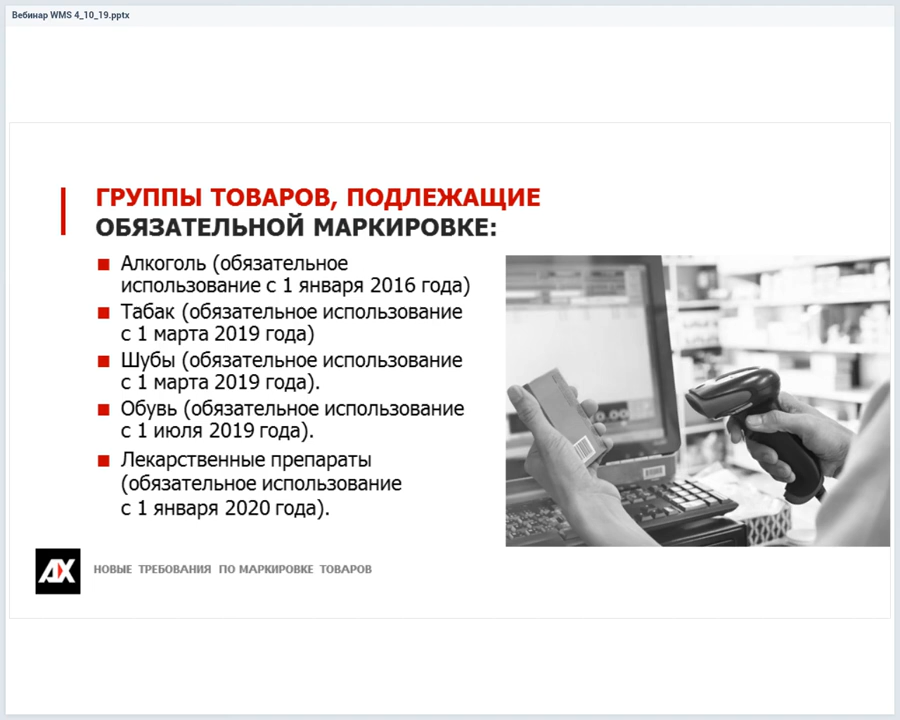 Вебинар WMS 4_10_19.pptx
ГРУППЫ ТОВАРОВ, ПОДЛЕЖАЩИЕ
ОБЯЗАТЕЛЬНОЙ МАРКИРОВКЕ:
Алкоголь (обязательное
использование с 1 января 2016 года)
Табак (обязательное использование
с 1 марта 2019 года)
Шубы (обязательное использование
с 1 марта 2019 года).
Обувь (обязательное использование
с 1 июля 2019 года).
Лекарственные препараты
(обязательное использование
с 1 января 2020 года).
АХ
НОВЫЕ ТРЕБОВАНИЯ ПО МАРКИРОВКЕ ТОВАРОВ